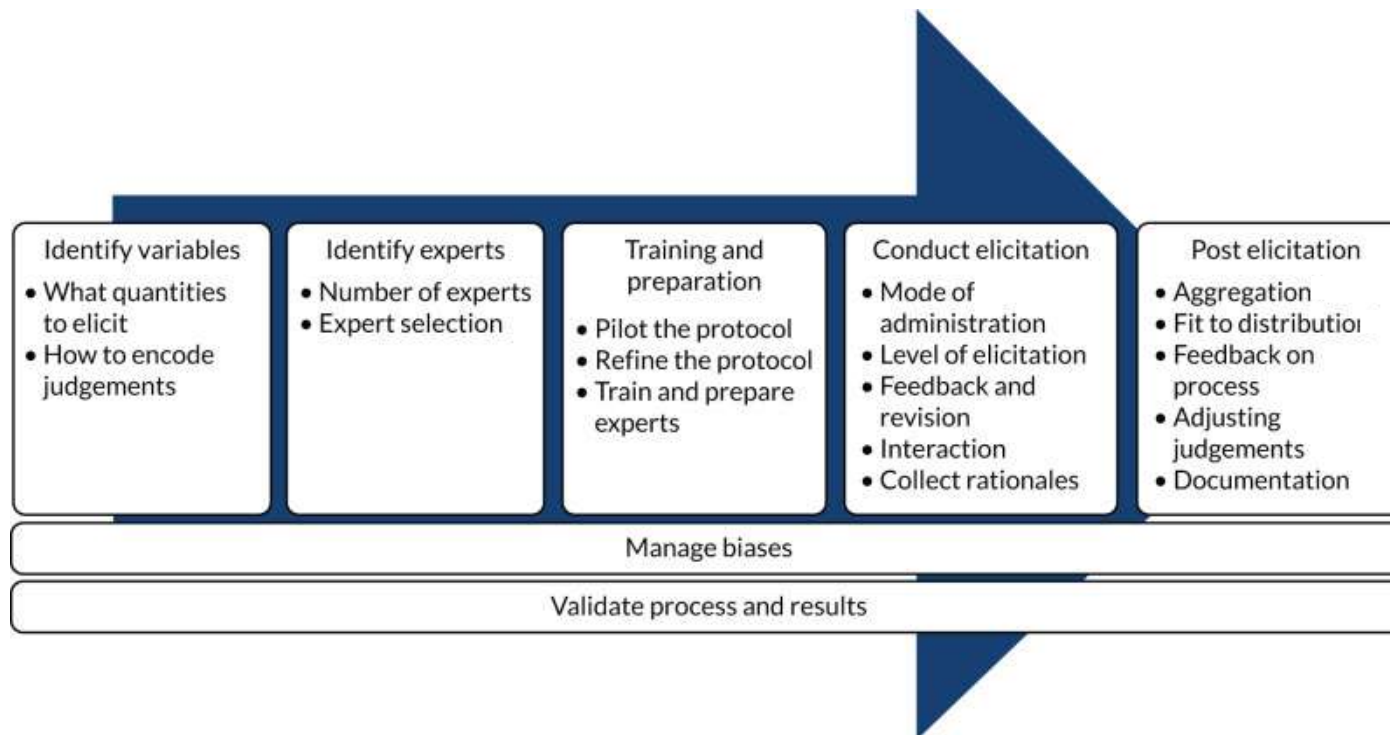 Identify variables
• What quantities
to elicit
• How to encode
judgements
Identify experts
• Number of experts
• Expert selection
Training and
preparation
• Pilot the protocol
• Refine the protocol
• Train and prepare
experts
Conduct elicitation
• Mode of
administration
• Level of elicitation
• Feedback and
revision
• Interaction
• Collect rationales
Post elicitation
• Aggregation
• Fit to distribution
• Feedback on
process
• Adjusting
judgements
• Documentation
Manage biases
Validate process and results